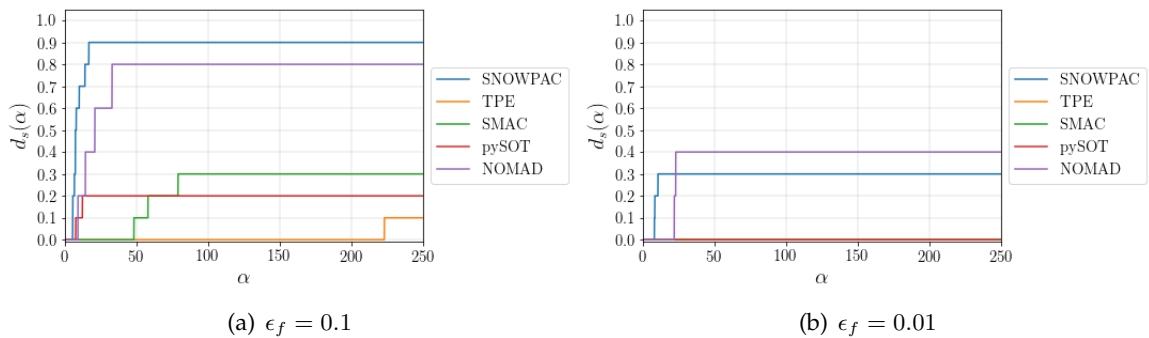 1.0
0.9
0.8
0.7
0.6
0.5
0.4
0.3
0.2
0.1
0.0
d_s(α)
0 50 100 150 200 250
α
SNOWPAC
TPE
SMAC
pySOT
NOMAD
(a) ϵ_f = 0.1
1.0
0.9
0.8
0.7
0.6
0.5
0.4
0.3
0.2
0.1
0.0
d_s(α)
0 50 100 150 200 250
α
SNOWPAC
TPE
SMAC
pySOT
NOMAD
(b) ϵ_f = 0.01